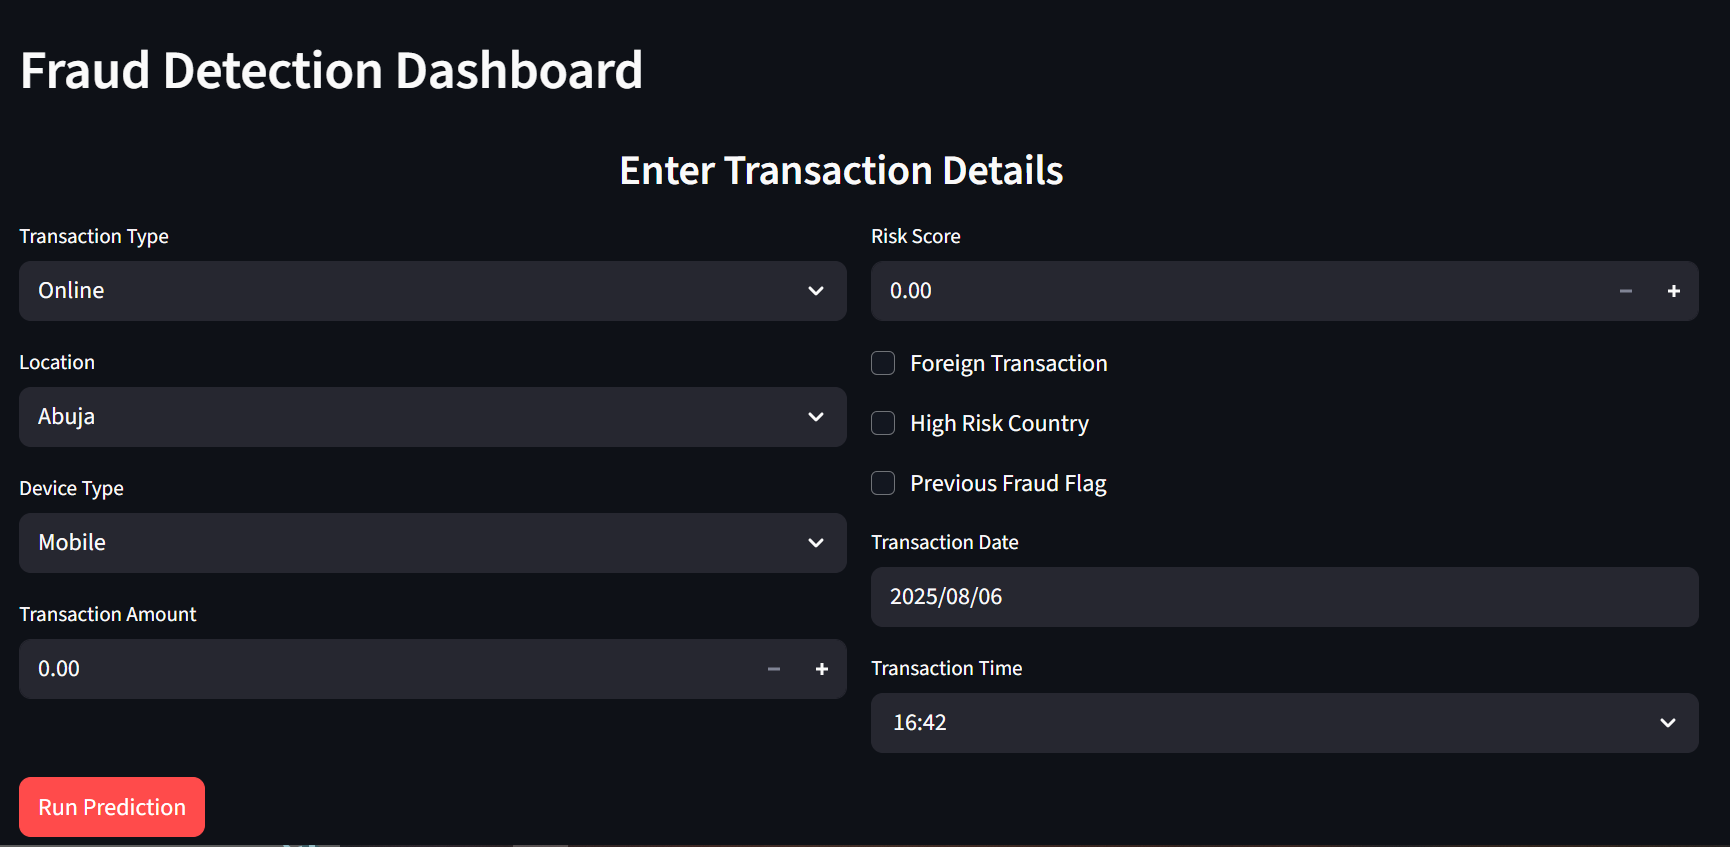 Fraud Detection Dashboard
Enter Transaction Details
Transaction Type
Online
Location
Abuja
Device Type
Mobile
Transaction Amount
0.00
Risk Score
0.00
Foreign Transaction
High Risk Country
Previous Fraud Flag
Transaction Date
2025/08/06
Transaction Time
16:42
Run Prediction